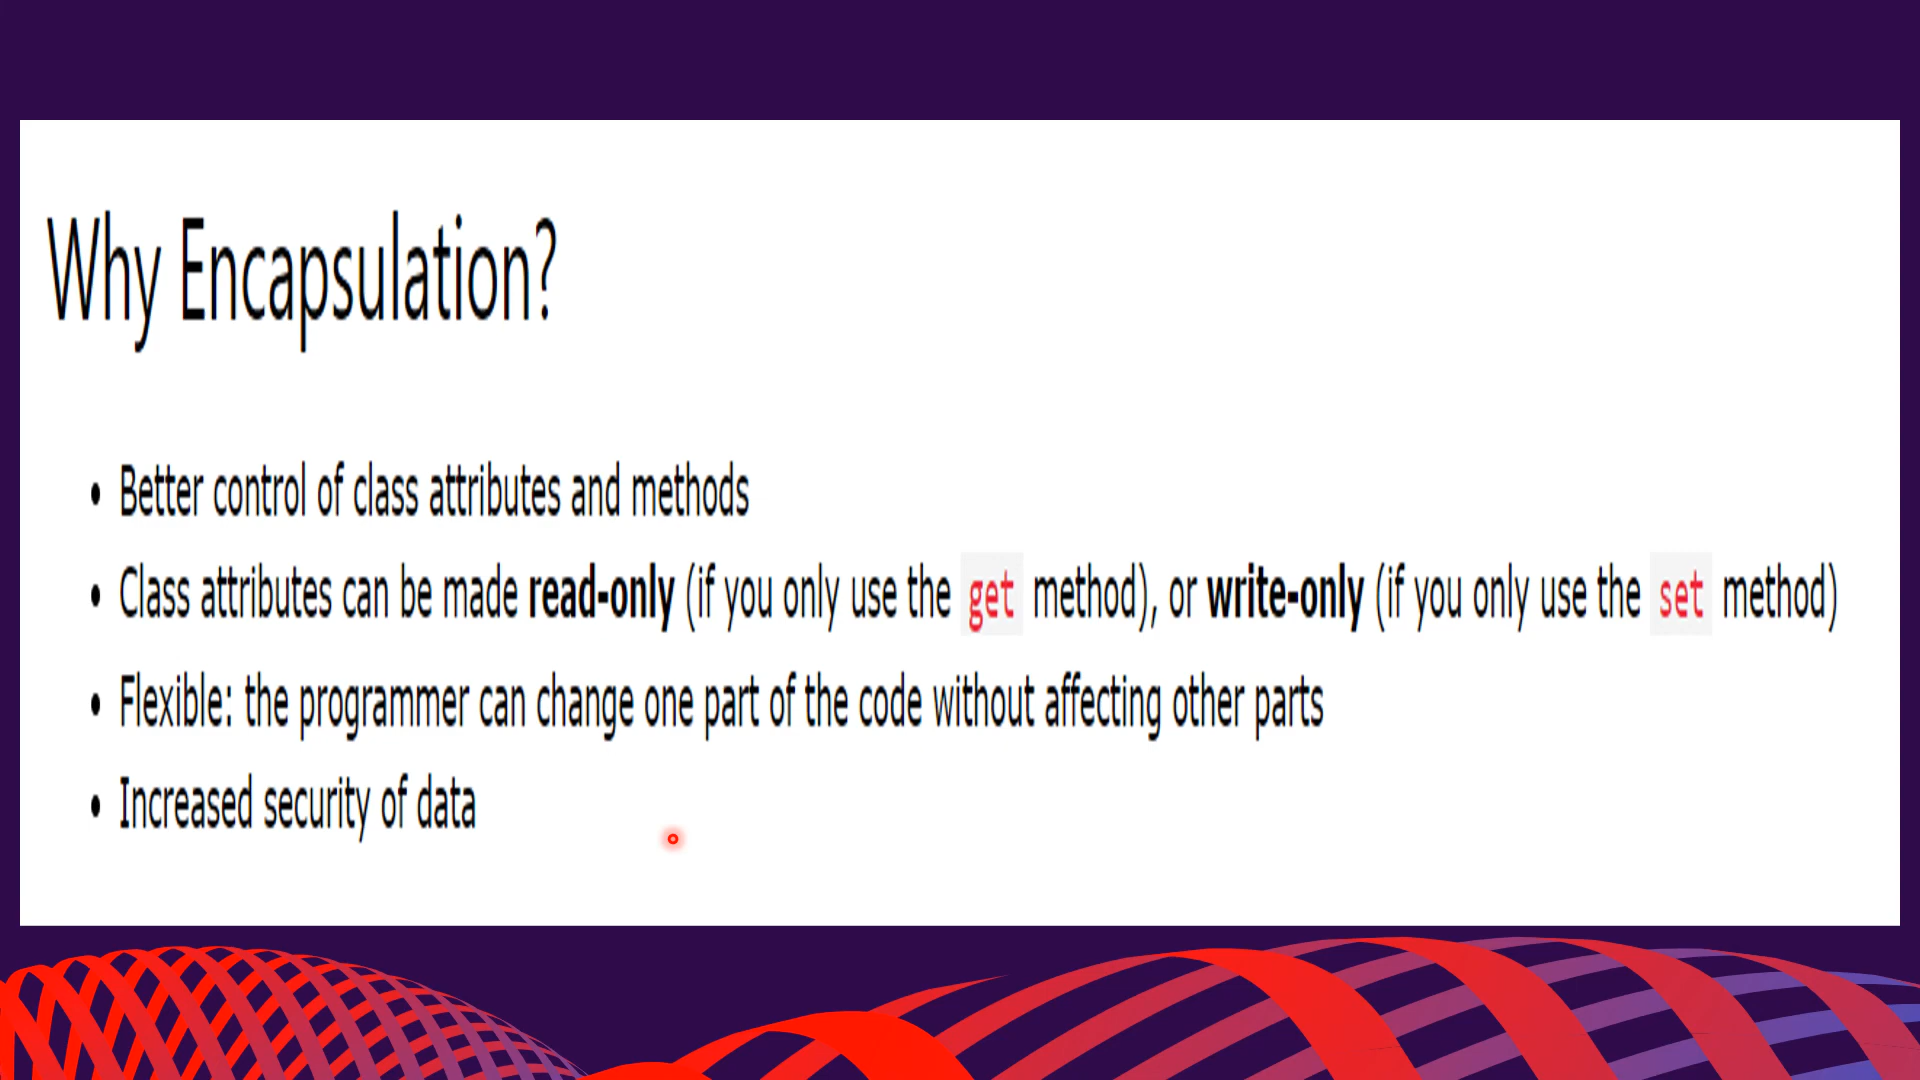 Why Encapsulation?
• Better control of class attributes and methods
• Class attributes can be made read-only (if you only use the get method), or write-only (if you only use the set method)
• Flexible: the programmer can change one part of the code without affecting other parts
• Increased security of data